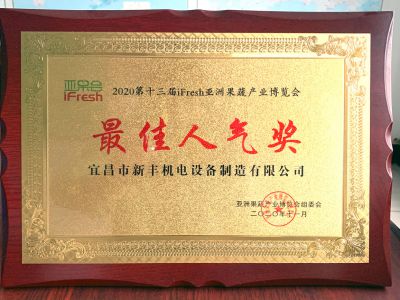 亚果会
iFresh
2020第十三届iFresh亚洲果蔬产业博览会
最佳人气奖
宜昌市新丰机电设备制造有限公司
亚洲果蔬产业博览会组委会
二〇二〇年十一月